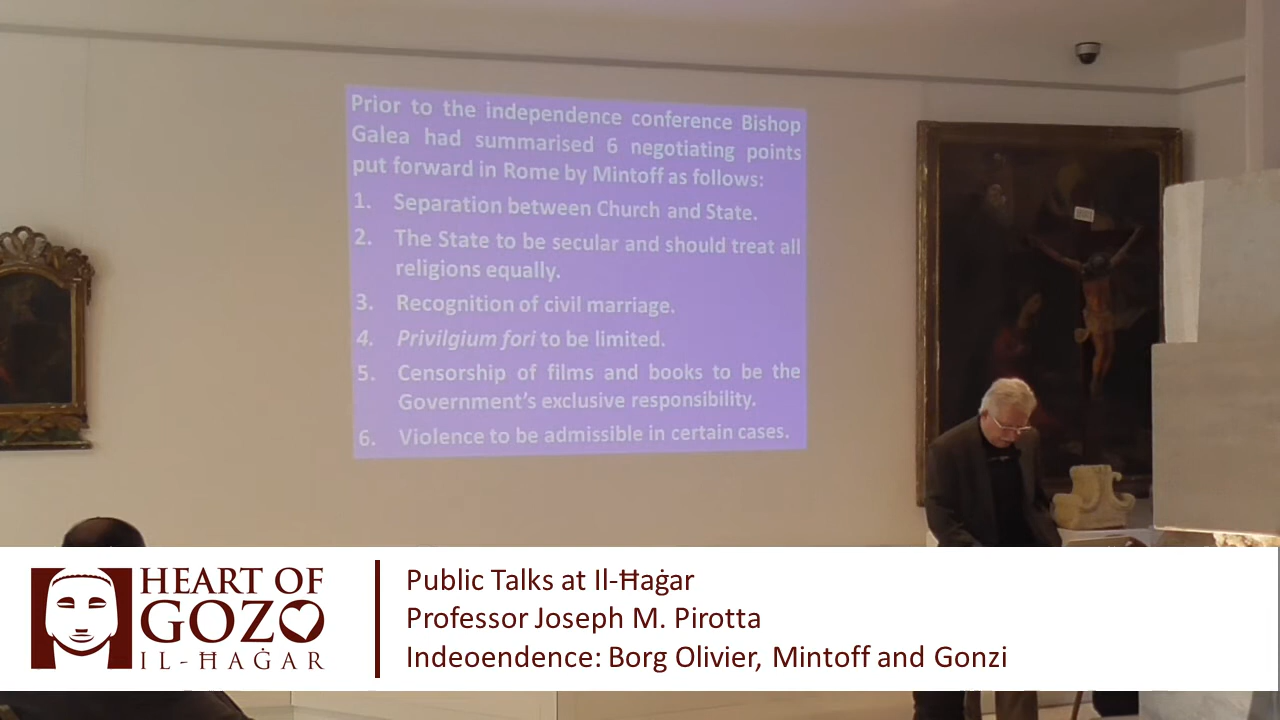 Prior to the independence conference Bishop
Galea had summarised 6 negotiating points
put forward in Rome by Mintoff as follows:
1. Separation between Church and State.
2. The State to be secular and should treat all
religions equally.
3. Recognition of civil marriage.
4. Privilgium fori to be limited.
5. Censorship of films and books to be the
Government's exclusive responsibility.
6. Violence to be admissible in certain cases.
HEART OF
GOZO
IL-ĦAĠAR
Public Talks at Il-Ħaġar
Professor Joseph M. Pirotta
Indeoendence: Borg Olivier, Mintoff and Gonzi